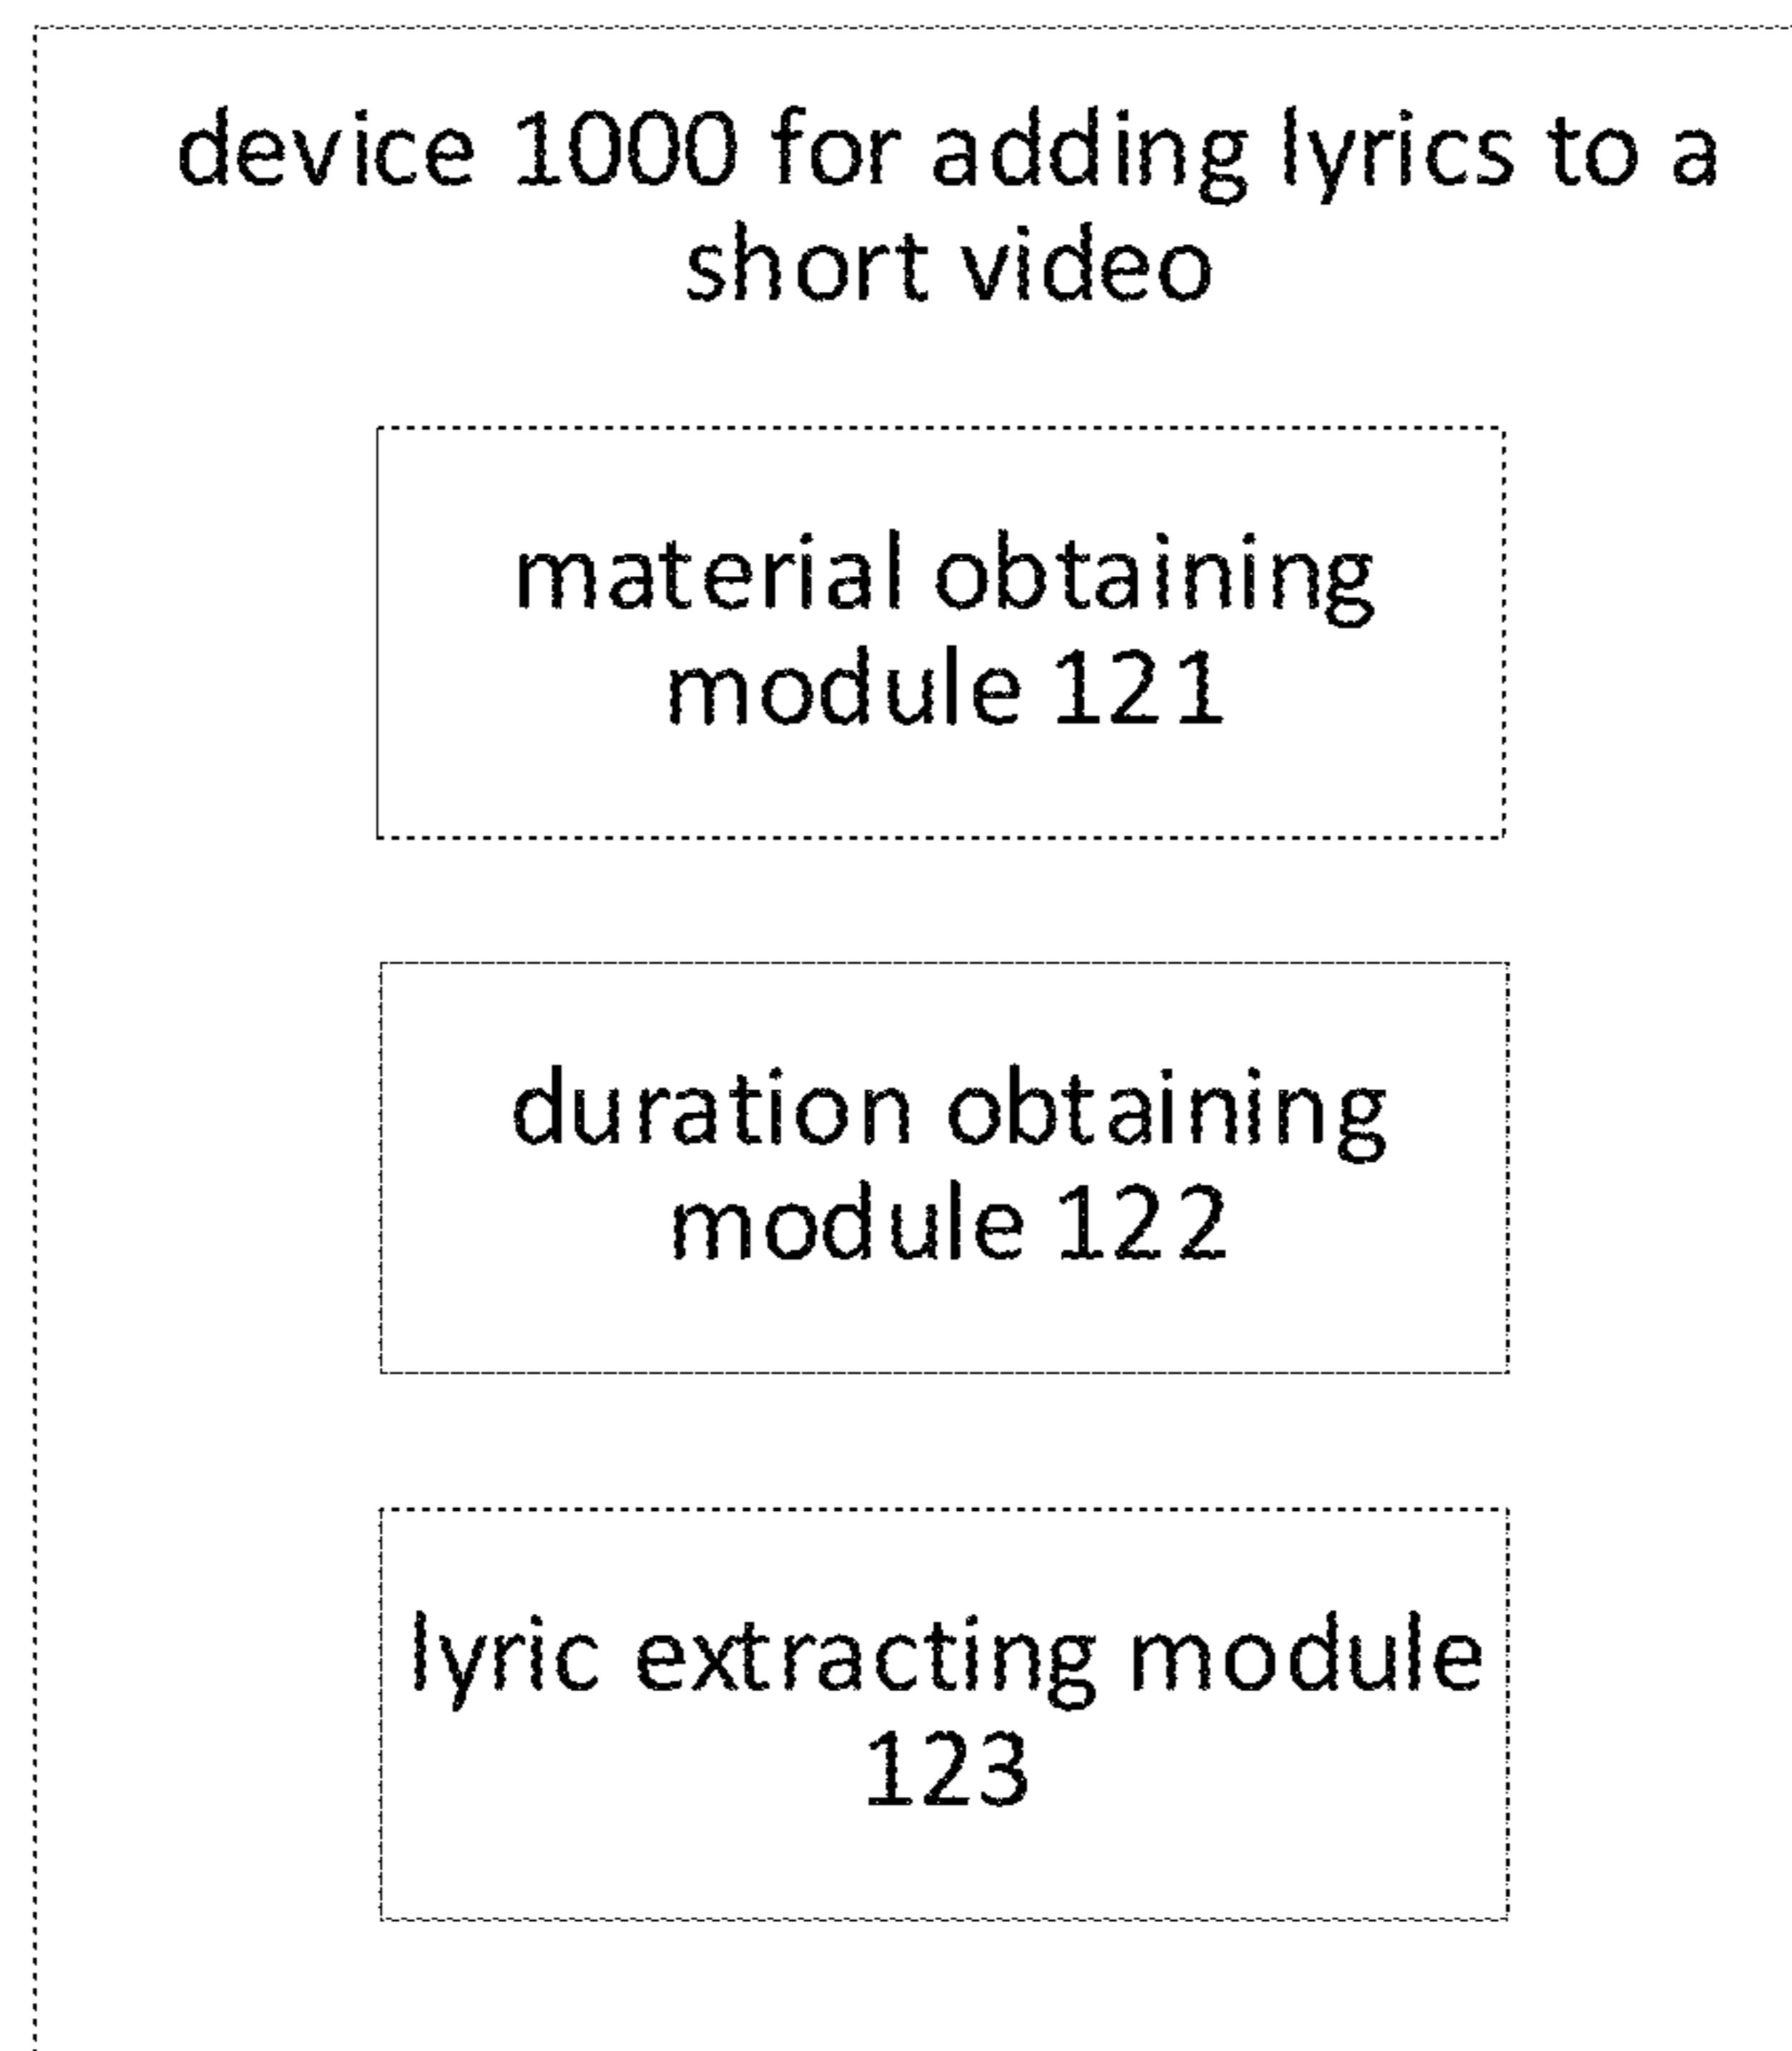 device 1000 for adding lyrics to a
short video
material obtaining
module 121
duration obtaining
module 122
lyric extracting module
123